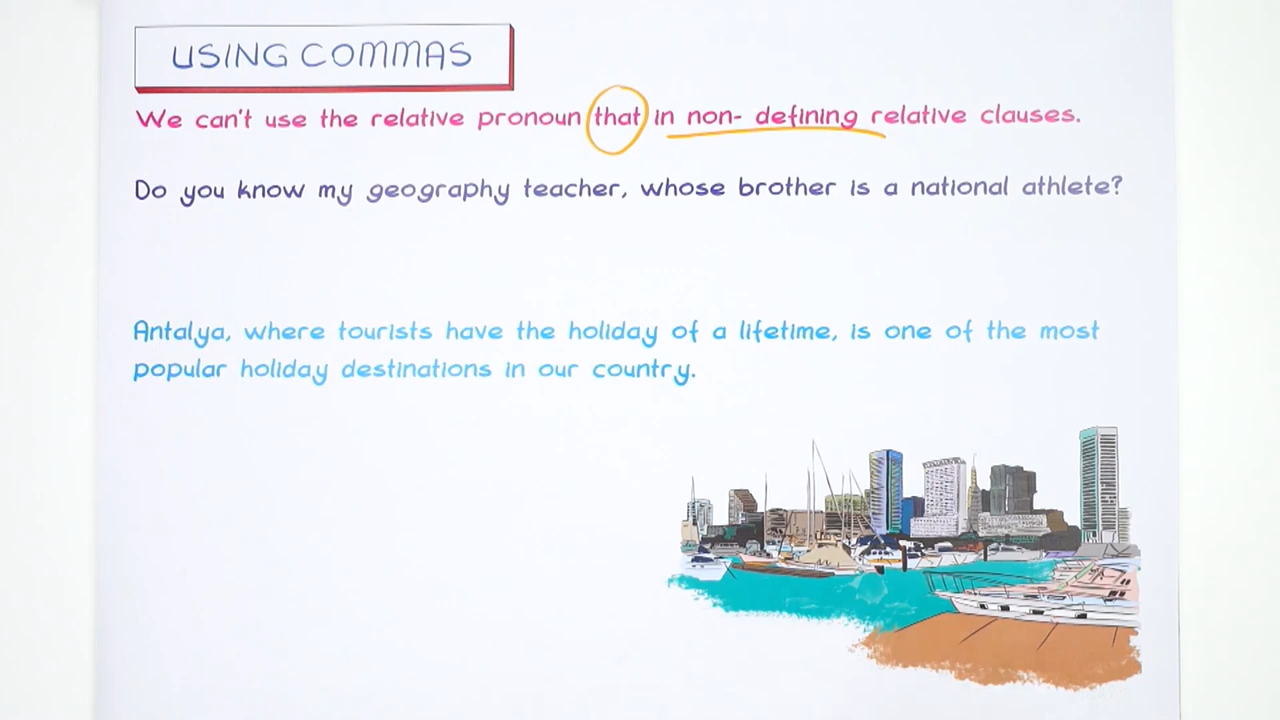 USING COMMAS
We can't use the relative pronoun that in non- defining relative clauses.
Do you know my geography teacher, whose brother is a national athlete?
Antalya, where tourists have the holiday of a lifetime, is one of the most
popular holiday destinations in our country.